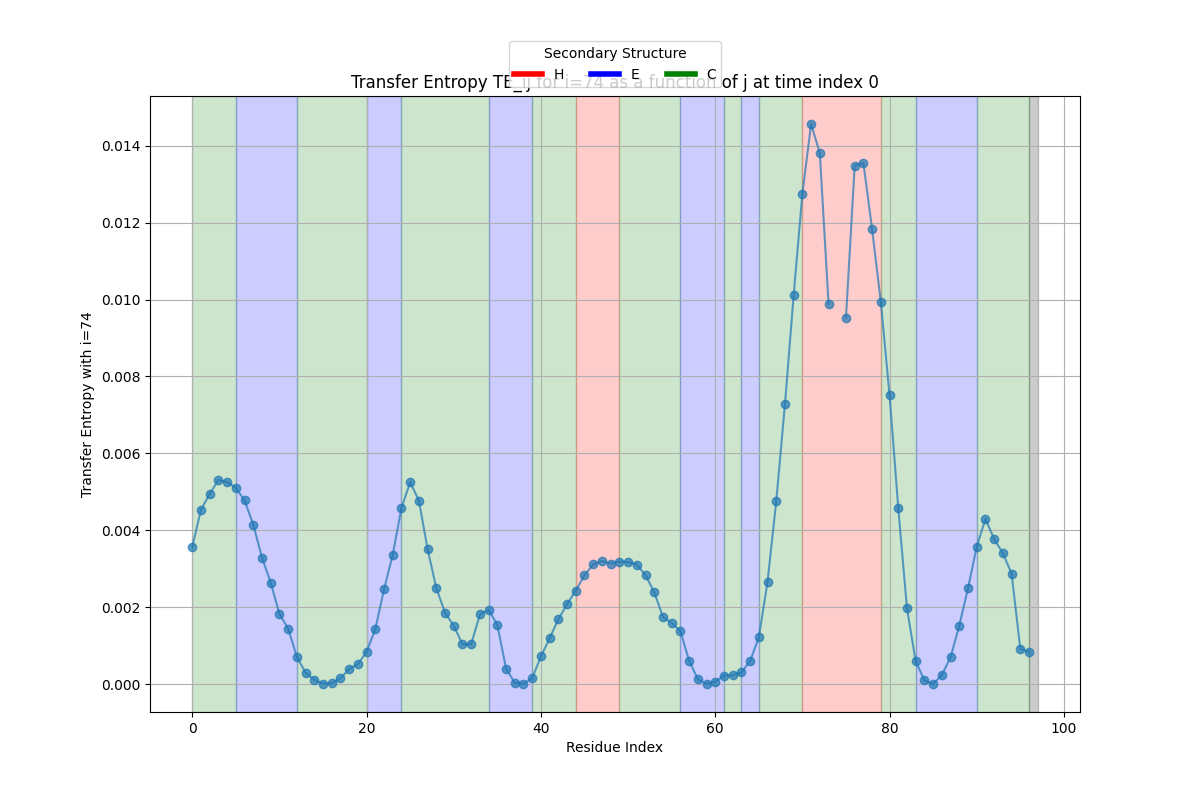 Secondary Structure
H E C
Transfer Entropy TE_ij for i=74 as a function of j at time index 0
Transfer Entropy with i=74
0.014
0.012
0.010
0.008
0.006
0.004
0.002
0.000
0 20 40 60 80 100
Residue Index